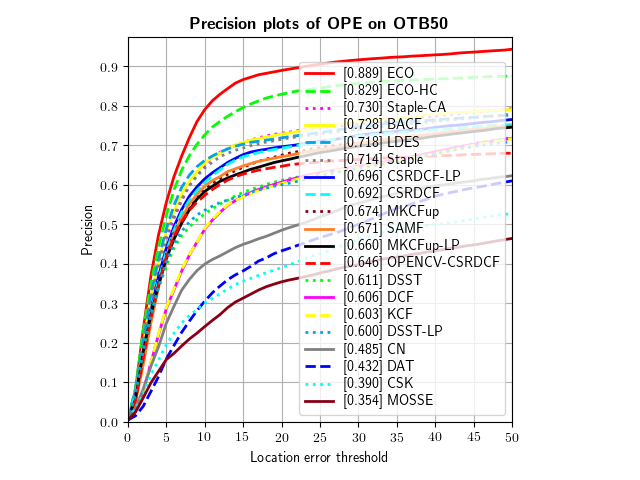 Precision plots of OPE on OTB50
Precision
0.9
0.8
0.7
0.6
0.5
0.4
0.3
0.2
0.1
0.0
[0.889] ECO
[0.829] ECO-HC
[0.730] Staple-CA
[0.728] BACF
[0.718] LDES
[0.714] Staple
[0.696] CSRDCF-LP
[0.692] CSRDCF
[0.674] MKCFup
[0.671] SAMF
[0.660] MKCFup-LP
[0.646] OPENCV-CSRDCF
[0.611] DSST
[0.606] DCF
[0.603] KCF
[0.600] DSST-LP
[0.485] CN
[0.432] DAT
[0.390] CSK
[0.354] MOSSE
0 5 10 15 20 25 30 35 40 45 50
Location error threshold